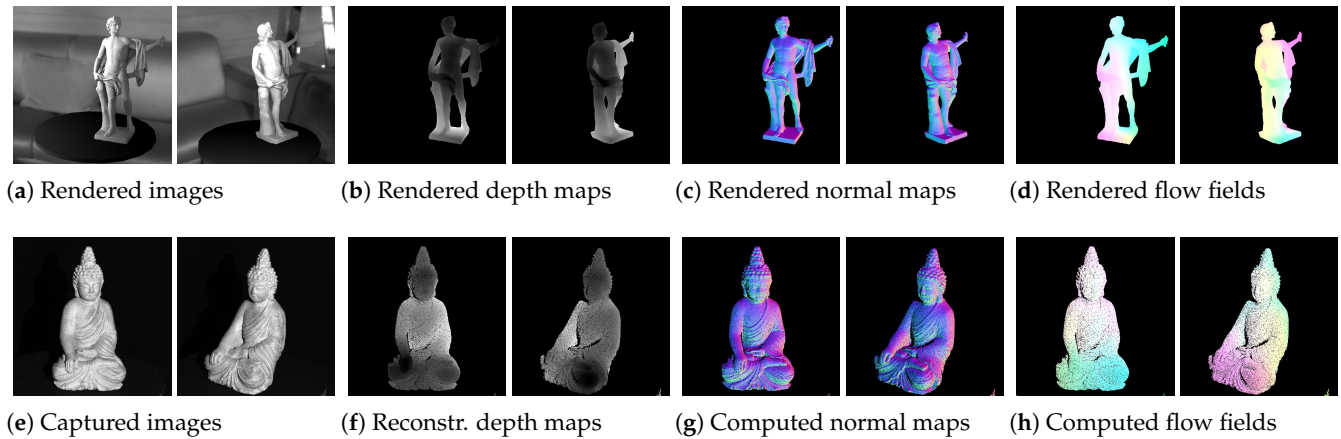 (a) Rendered images
(b) Rendered depth maps
(c) Rendered normal maps
(d) Rendered flow fields
(e) Captured images
(f) Reconstr. depth maps
(g) Computed normal maps
(h) Computed flow fields